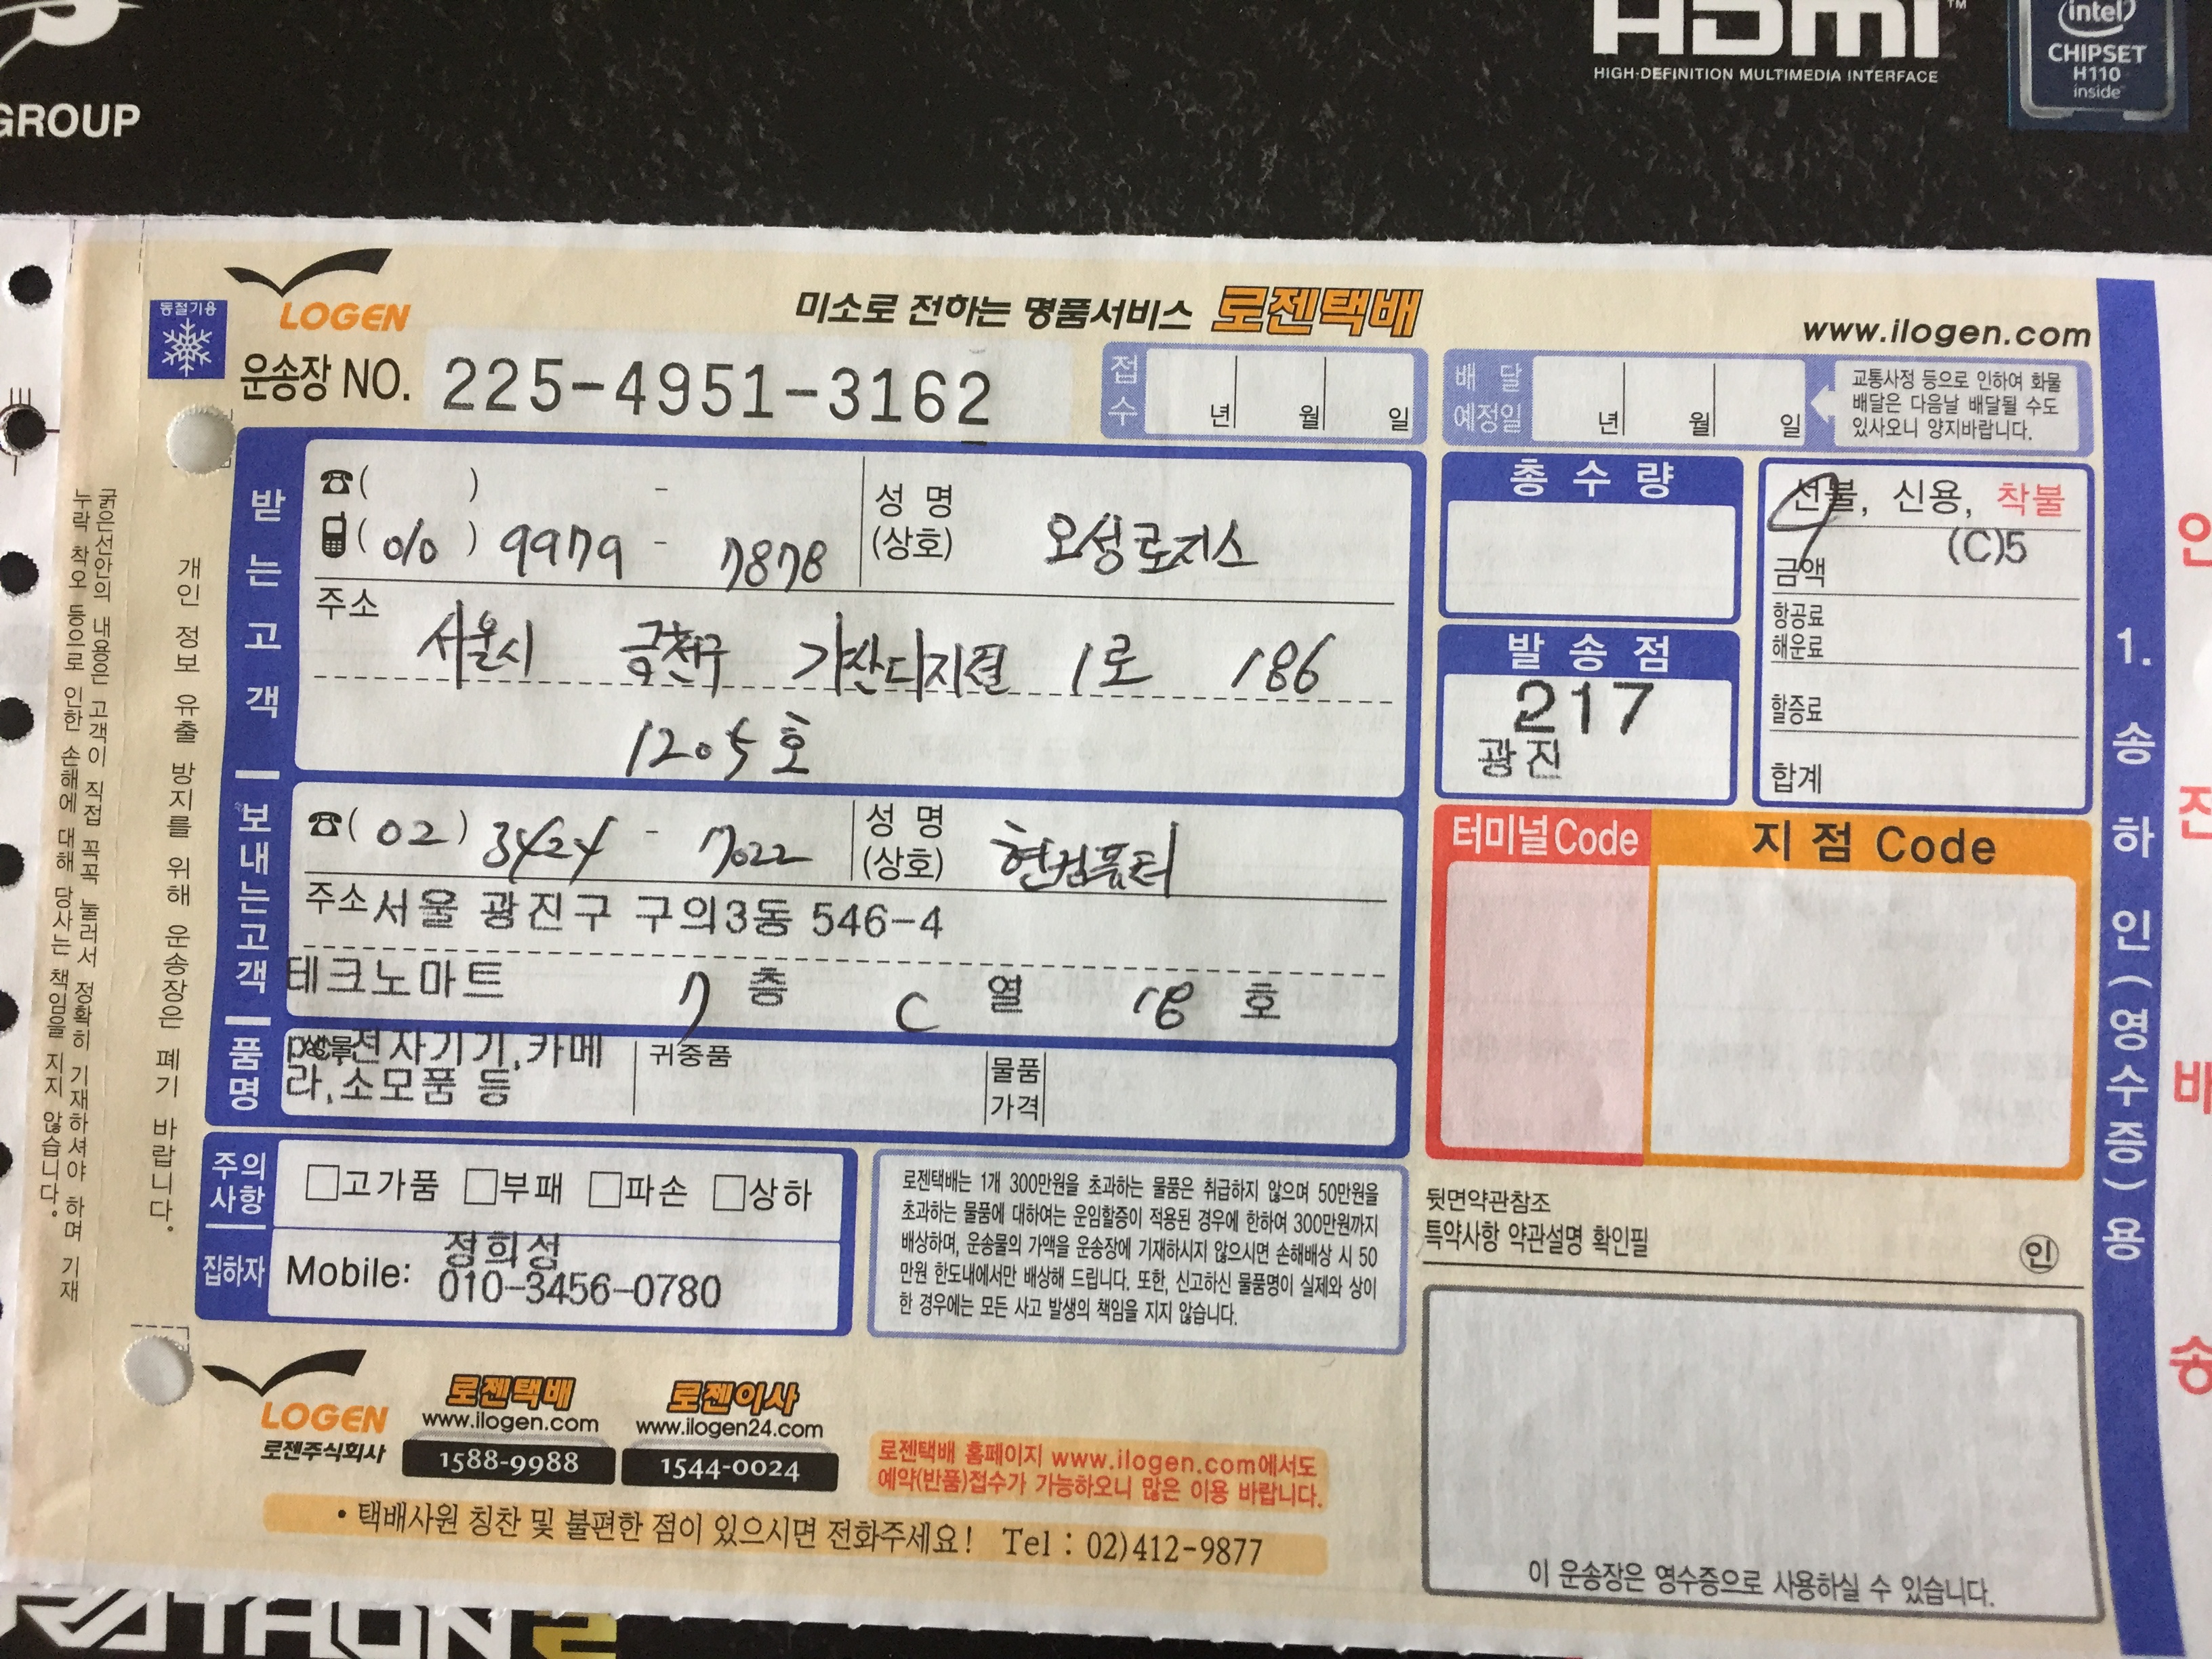 GROUP
HDMI
TM
HIGH-DEFINITION MULTIMEDIA INTERFACE
intel
CHIPSET
H110
inside
동절기용
LOGEN
미소로 전하는 명품서비스 로젠택배
www.ilogen.com
운송장 NO. 225-4951-3162
접수 년 월 일
배달예정일 년 월 일
교통사정 등으로 인하여 화물
배달은 다음날 배달될 수도
있사오니 양지바랍니다.
받는고객
☎( ) -
(010) 9979 - 7878
성 명
(상호)
오성로지스
주소
서울시 금천구 가산디지털 1로 186
1205호
총 수 량
선불, 신용, 착불
(C)5
금액
항공료
해운료
할증료
합계
발 송 점
217
광진
보내는고객
☎(02) 3424 - 7022
성 명
(상호)
현컴퓨터
주소 서울 광진구 구의3동 546-4
테크노마트 7 층 C 열 18 호
터미널Code
지 점 Code
품명
pc,전자기기,카메
라,소모품 등
귀중품
물품
가격
주의
사항
□고가품 □부패 □파손 □상하
집하자
정희성
Mobile: 010-3456-0780
로젠택배는 1개 300만원을 초과하는 물품은 취급하지 않으며 50만원을
초과하는 물품에 대하여는 운임할증이 적용된 경우에 한하여 300만원까지
배상하며, 운송물의 가액을 운송장에 기재하시지 않으시면 손해배상 시 50
만원 한도내에서만 배상해 드립니다. 또한, 신고하신 물품명이 실제와 상이
한 경우에는 모든 사고 발생의 책임을 지지 않습니다.
뒷면약관참조
특약사항 약관설명 확인필
인
LOGEN
로젠주식회사
로젠택배
www.ilogen.com
1588-9988
로젠이사
www.ilogen24.com
1544-0024
로젠택배 홈페이지 www.ilogen.com에서도
예약(반품)접수가 가능하오니 많은 이용 바랍니다.
• 택배사원 칭찬 및 불편한 점이 있으시면 전화주세요! Tel : 02)412-9877
이 운송장은 영수증으로 사용하실 수 있습니다.
1. 송하인(영수증)용
개인 정보 유출 방지를 위해 운송장은 폐기 바랍니다.
굵은선안의 내용은 고객이 직접 꼭꼭 눌러서 정확히 기재하셔야 하며 기재
누락 착오 등으로 인한 손해에 대해 당사는 책임을 지지 않습니다.
2